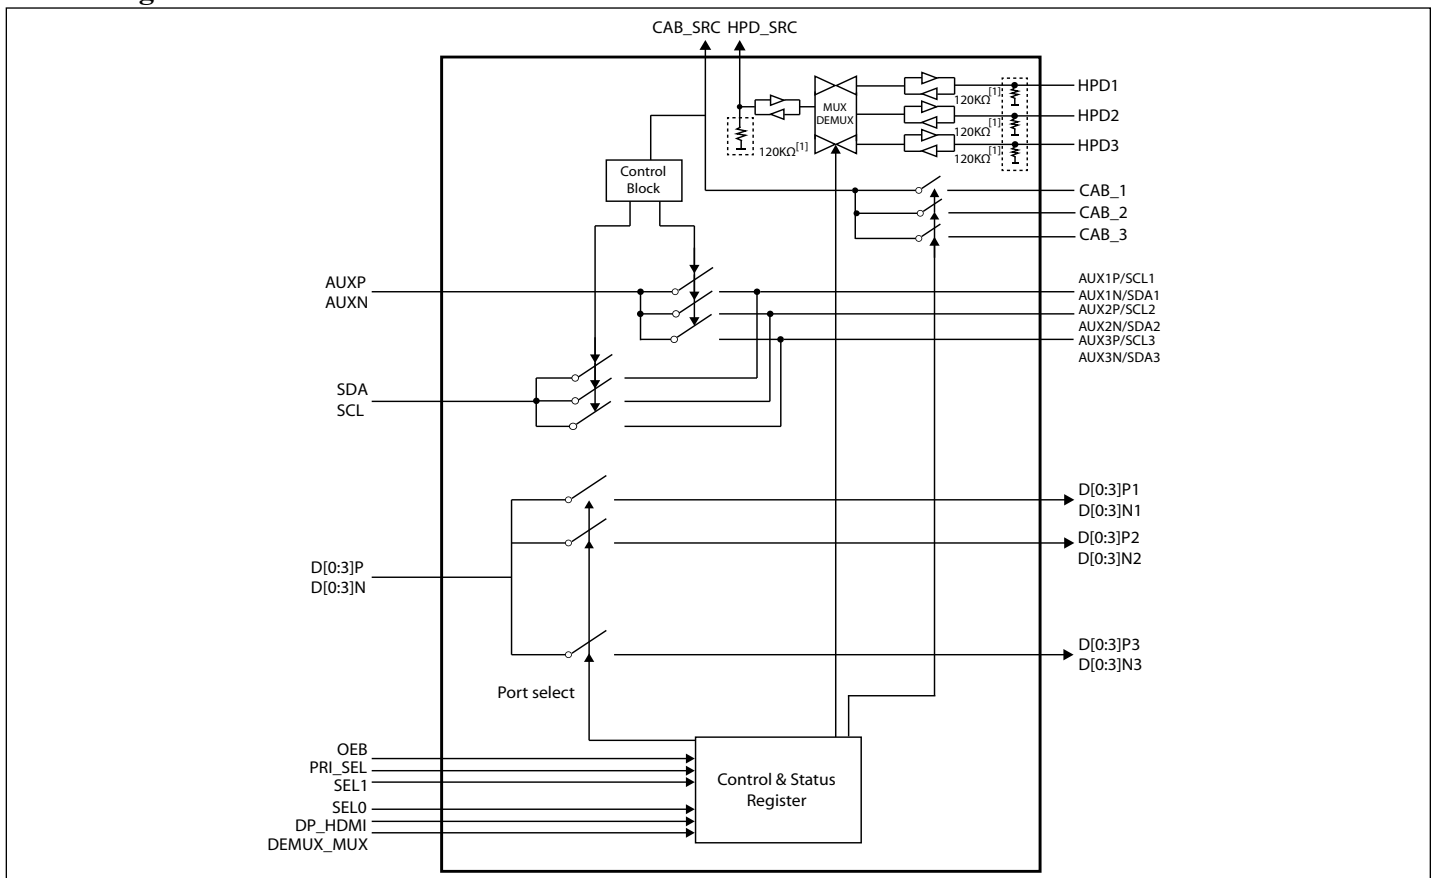 CAB_SRC HPD_SRC
HPD1
120KΩ[1]
MUX
DEMUX
HPD2
120KΩ[1]
120KΩ[1]
HPD3
120KΩ[1]
Control
Block
CAB_1
CAB_2
CAB_3
AUXP
AUXN
AUX1P/SCL1
AUX1N/SDA1
AUX2P/SCL2
AUX2N/SDA2
AUX3P/SCL3
AUX3N/SDA3
SDA
SCL
D[0:3]P1
D[0:3]N1
D[0:3]P2
D[0:3]N2
D[0:3]P
D[0:3]N
D[0:3]P3
D[0:3]N3
Port select
OEB
PRI_SEL
SEL1
SEL0
DP_HDMI
DEMUX_MUX
Control & Status
Register